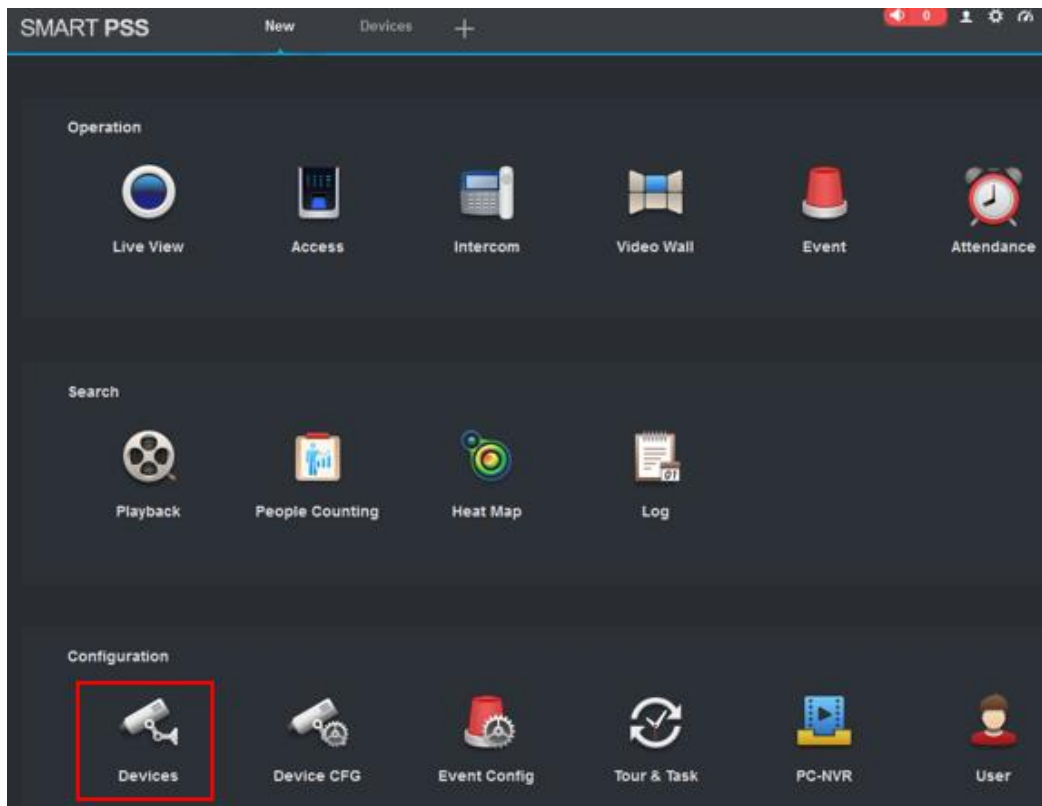 SMART PSS New Devices + 0
Operation
Live View Access Intercom Video Wall Event Attendance
Search
01
Playback People Counting Heat Map Log
Configuration
Devices Device CFG Event Config Tour & Task PC-NVR User